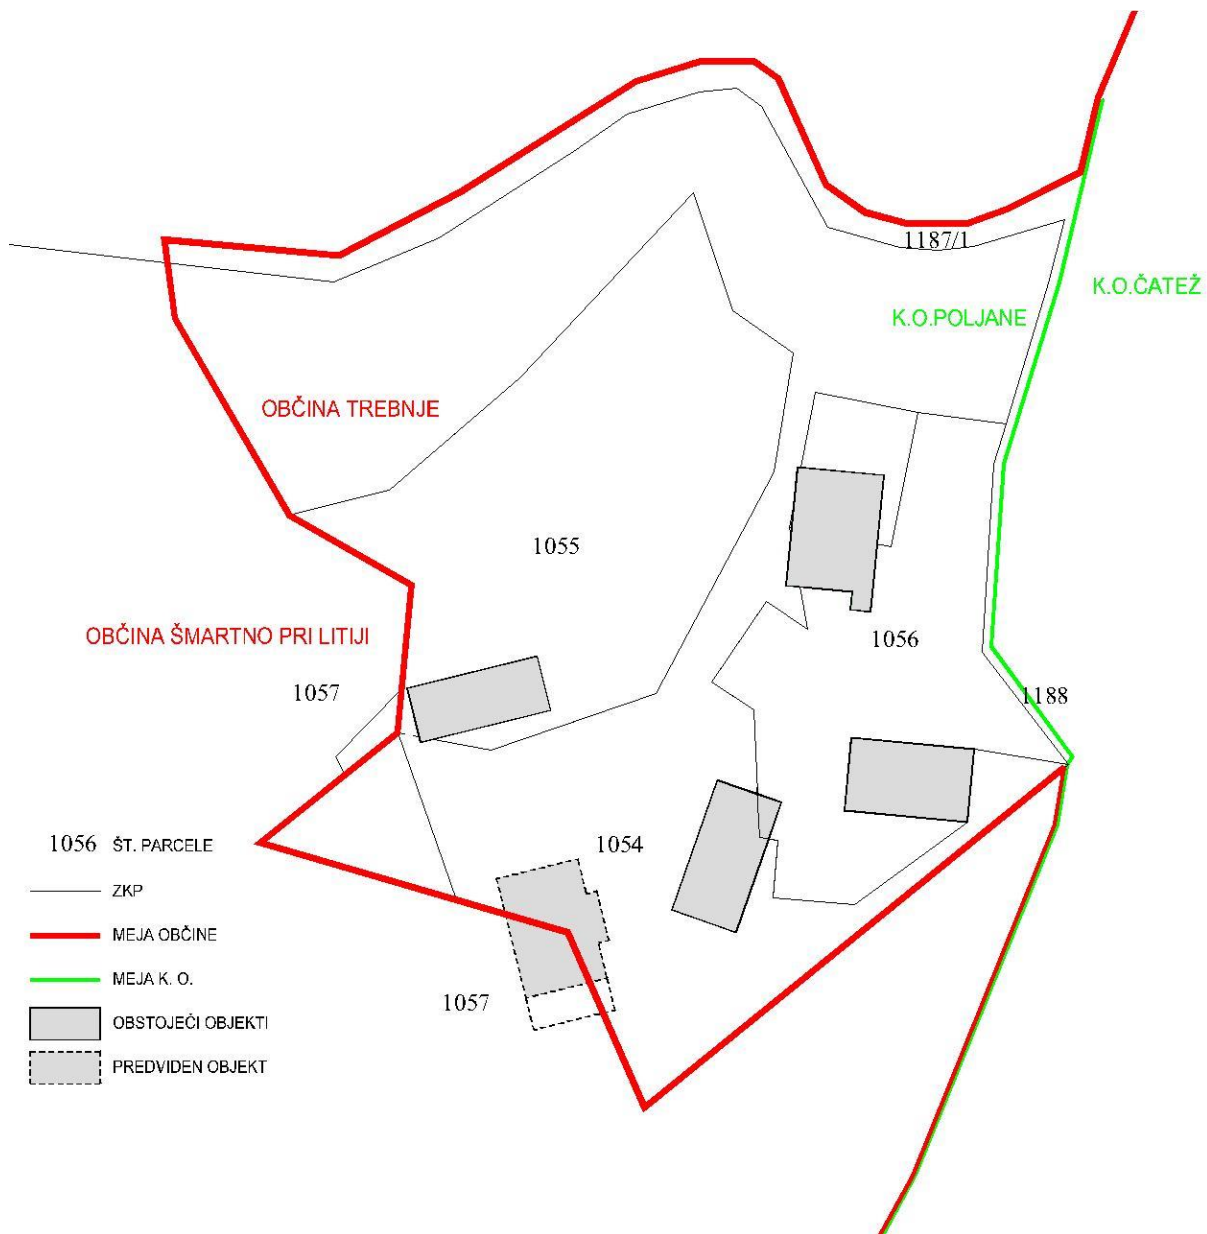 1187/1
K.O.ČATEŽ
K.O.POLJANE
OBČINA TREBNJE
1055
OBČINA ŠMARTNO PRI LITIJI
1056
1057
1188
1054
1056 ŠT. PARCELE
ZKP
MEJA OBČINE
MEJA K. O.
1057
OBSTOJEĆI OBJEKTI
PREDVIDEN OBJEKT